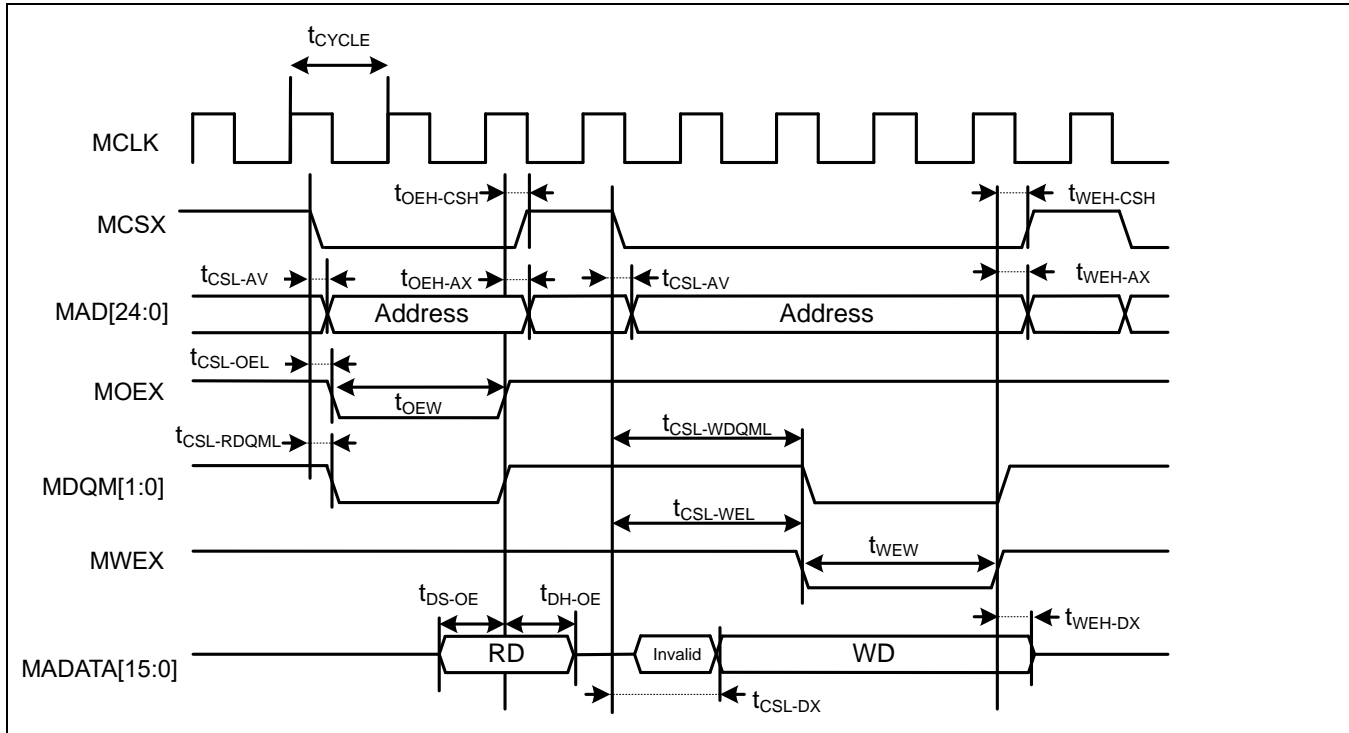 tCYCLE
MCLK
tOEH-CSH
tWEH-CSH
MCSX
tCSL-AV
tOEH-AX
tCSL-AV
tWEH-AX
MAD[24:0]
Address
Address
tCSL-OEL
MOEX
tOEW
tCSL-RDQML
tCSL-WDQML
MDQM[1:0]
tCSL-WEL
MWEX
tWEW
tDS-OE
tDH-OE
tWEH-DX
MADATA[15:0]
RD
Invalid
WD
tCSL-DX